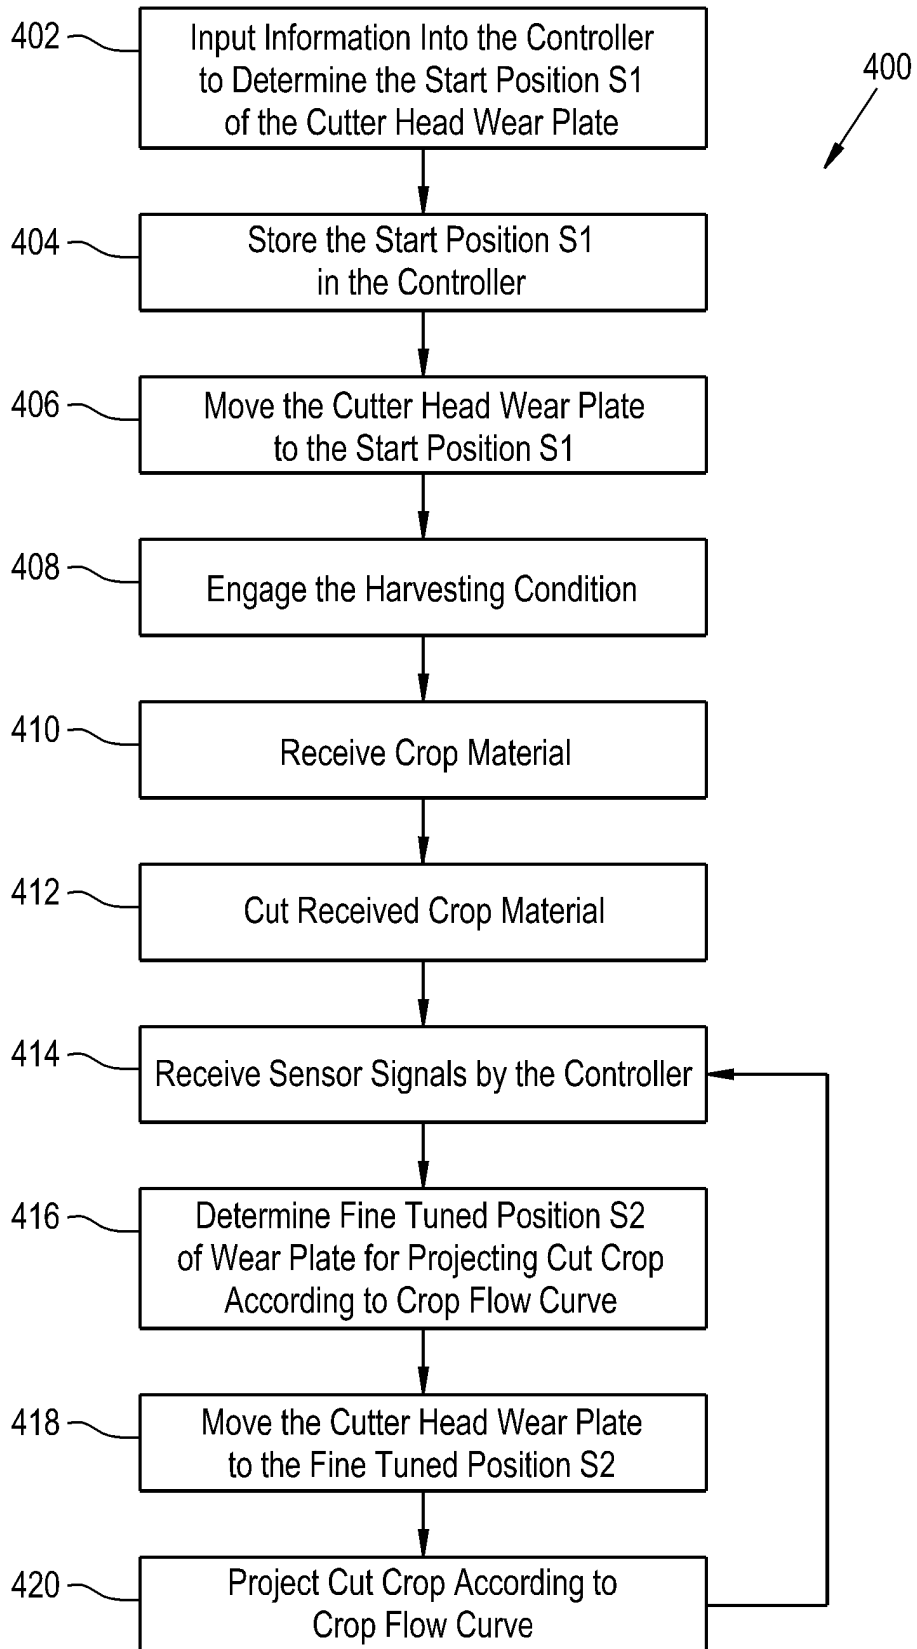 402
Input Information Into the Controller
to Determine the Start Position S1
of the Cutter Head Wear Plate
400
404
Store the Start Position S1
in the Controller
406
Move the Cutter Head Wear Plate
to the Start Position S1
408
Engage the Harvesting Condition
410
Receive Crop Material
412
Cut Received Crop Material
414
Receive Sensor Signals by the Controller
416
Determine Fine Tuned Position S2
of Wear Plate for Projecting Cut Crop
According to Crop Flow Curve
418
Move the Cutter Head Wear Plate
to the Fine Tuned Position S2
420
Project Cut Crop According to
Crop Flow Curve